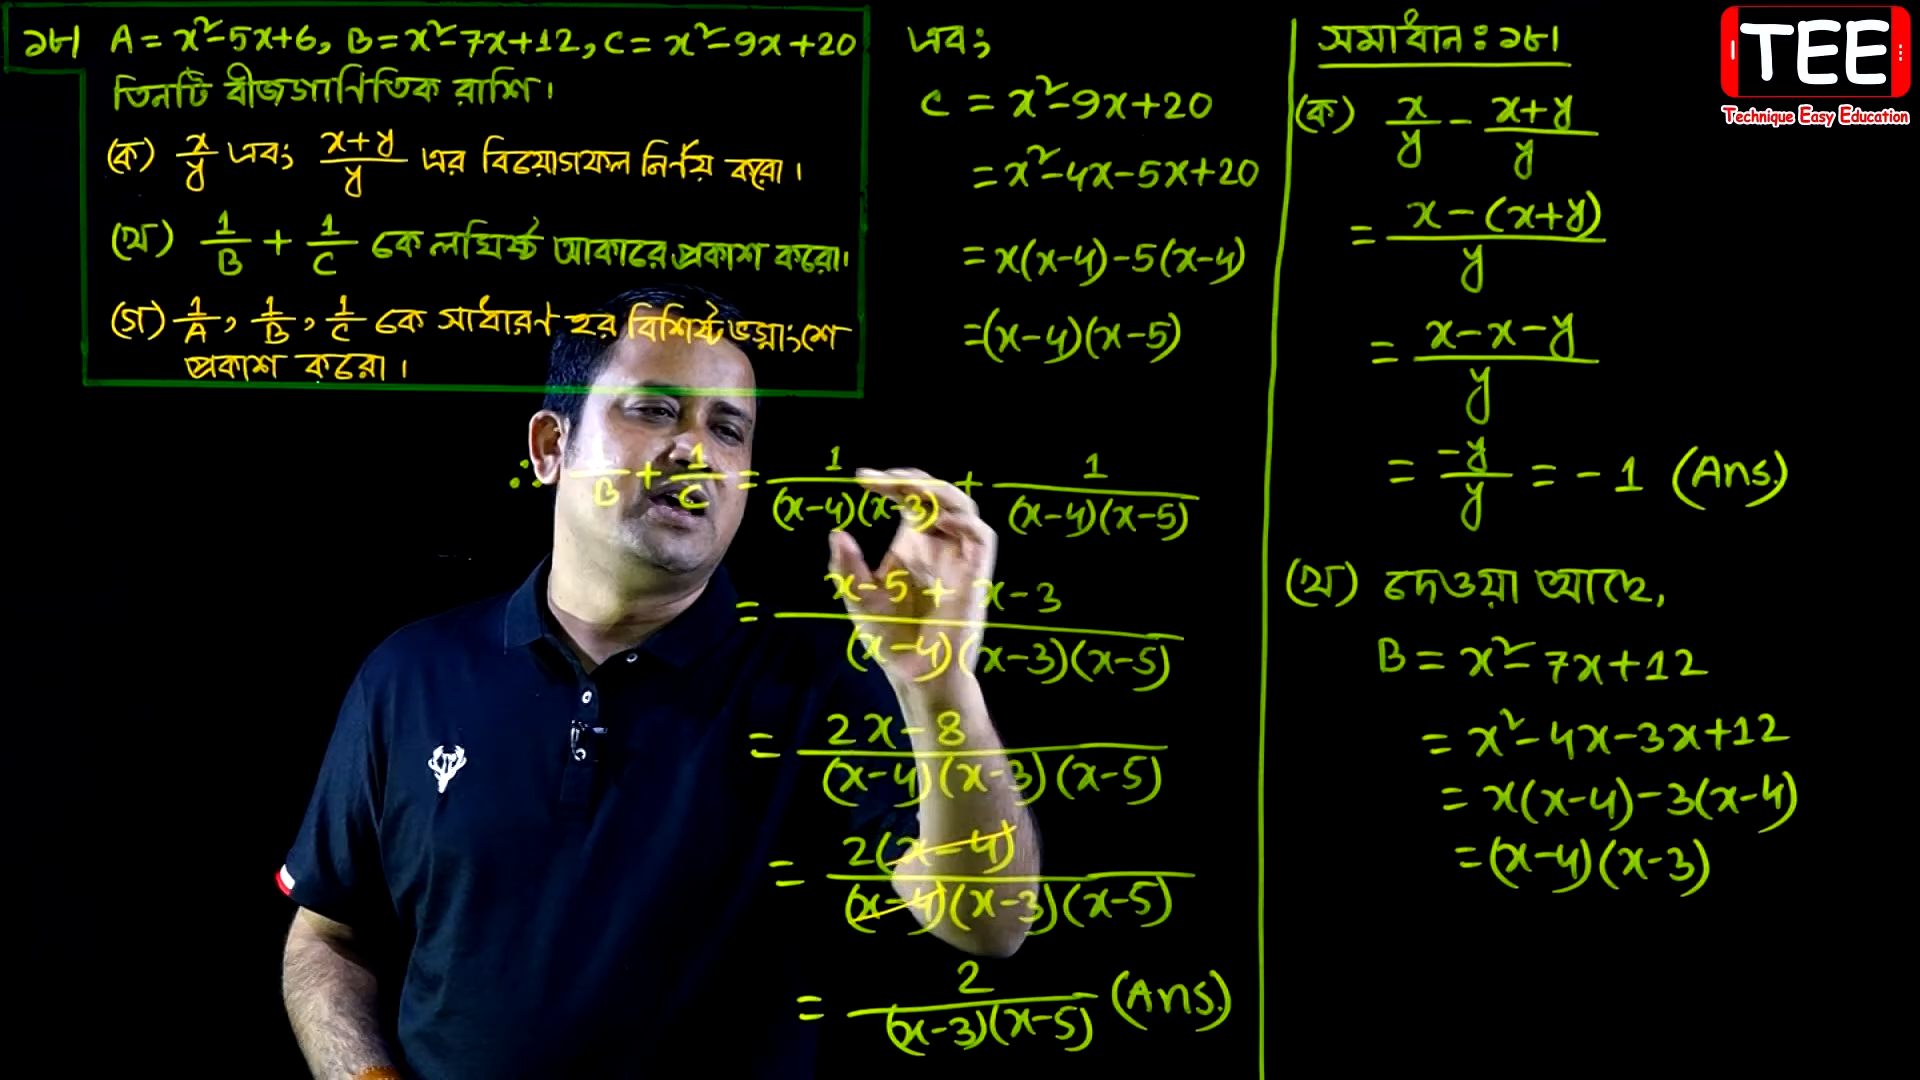 ১৮। A = x²-5x+6, B = x²-7x+12, C = x²-9x+20
তিনটি বীজগাণিতিক রাশি।
(ক) x/y এবং (x+y)/y এর বিয়োগফল নির্ণয় করো।
(খ) 1/B + 1/C কে লঘিষ্ঠ আকারে প্রকাশ করো।
(গ) 1/A, 1/B, 1/C কে সাধারণ হর বিশিষ্ট ভগ্নাংশে
প্রকাশ করো।
সমাধান: ১৮।
(ক) x/y - (x+y)/y
= (x-(x+y))/y
= (x-x-y)/y
= -y/y = -1 (Ans.)
(খ) দেওয়া আছে,
B = x²-7x+12
= x²-4x-3x+12
= x(x-4)-3(x-4)
= (x-4)(x-3)
এবং
C = x²-9x+20
= x²-4x-5x+20
= x(x-4)-5(x-4)
= (x-4)(x-5)
∴ 1/B + 1/C = 1/((x-4)(x-3)) + 1/((x-4)(x-5))
= (x-5+x-3)/((x-4)(x-3)(x-5))
= (2x-8)/((x-4)(x-3)(x-5))
= 2(x-4)/((x-4)(x-3)(x-5))
= 2/((x-3)(x-5)) (Ans.)
TEE
Technique Easy Education